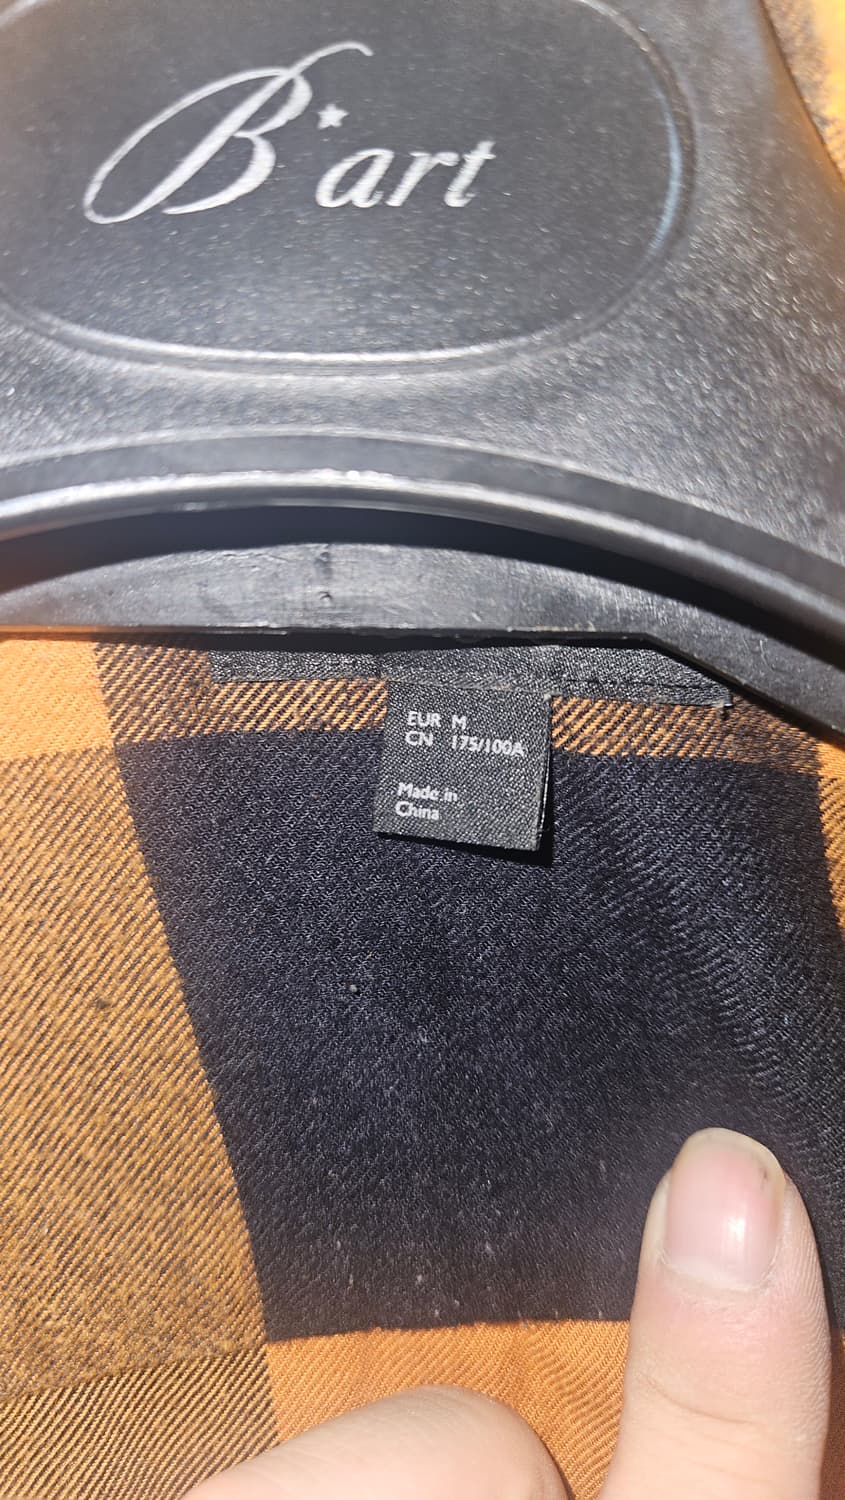 B★art
EUR M
CN 175/100A
Made in
China